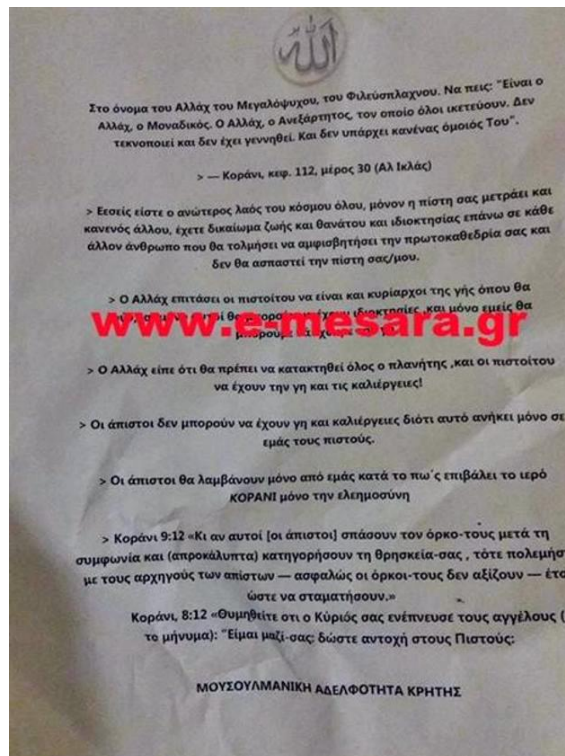 الله
Στο όνομα του Αλλάχ του Μεγαλόψυχου, του Φιλεύσπλαχνου. Να πεις: "Είναι ο
Αλλάχ, ο Μοναδικός. Ο Αλλάχ, ο Ανεξάρτητος, τον οποίο όλοι ικετεύουν. Δεν
τεκνοποιεί και δεν έχει γεννηθεί. Και δεν υπάρχει κανένας όμοιός Του".
> — Κοράνι, κεφ. 112, μέρος 30 (Αλ Ικλάς)
> Εεσείς είστε ο ανώτερος λαός του κόσμου όλου, μόνον η πίστη σας μετράει και
κανενός άλλου, έχετε δικαίωμα ζωής και θανάτου και ιδιοκτησίας επάνω σε κάθε
άλλον άνθρωπο που θα τολμήσει να αμφισβητήσει την πρωτοκαθεδρία σας και
δεν θα ασπαστεί την πίστη σας/μου.
> Ο Αλλάχ επιτάσει οι πιστοίτου να είναι και κυρίαρχοι της γής όπου θα
αυτοί θα έχουν ιδιοκτησίες ,και μόνο εμείς θα
www.e-mesara.gr
> Ο Αλλάχ είπε ότι θα πρέπει να κατακτηθεί όλος ο πλανήτης ,και οι πιστοίτου
να έχουν την γη και τις καλιέργειες!
> Οι άπιστοι δεν μπορούν να έχουν γη και καλιέργειες διότι αυτό ανήκει μόνο σε
εμάς τους πιστούς.
> Οι άπιστοι θα λαμβάνουν μόνο από εμάς κατά το πω΄ς επιβάλει το ιερό
ΚΟΡΑΝΙ μόνο την ελεημοσύνη
> Κοράνι 9:12 «Κι αν αυτοί [οι άπιστοι] σπάσουν τον όρκο-τους μετά τη
συμφωνία και (απροκάλυπτα) κατηγορήσουν τη θρησκεία-σας , τότε πολεμήσ
με τους αρχηγούς των απίστων — ασφαλώς οι όρκοι-τους δεν αξίζουν — έτσ
ώστε να σταματήσουν.»
Κοράνι, 8:12 «Θυμηθείτε ότι ο Κύριός σας ενέπνευσε τους αγγέλους (
το μήνυμα): "Είμαι μαζί-σας: δώστε αντοχή στους Πιστούς:
ΜΟΥΣΟΥΛΜΑΝΙΚΗ ΑΔΕΛΦΟΤΗΤΑ ΚΡΗΤΗΣ